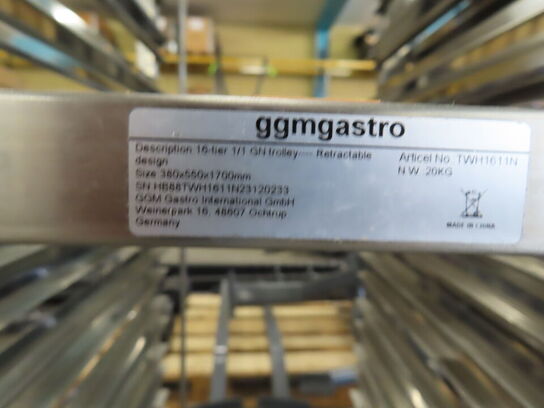 ggmgastro
Description 16-tier 1/1 GN trolley---- Retractable
design
Size 380x550x1700mm
SN HB88TWH1611N23120233
GGM Gastro International GmbH
Weinerpark 16, 48607 Ochtrup
Germany
Articel No. TWH1611N
N.W. 20KG
MADE IN CHINA